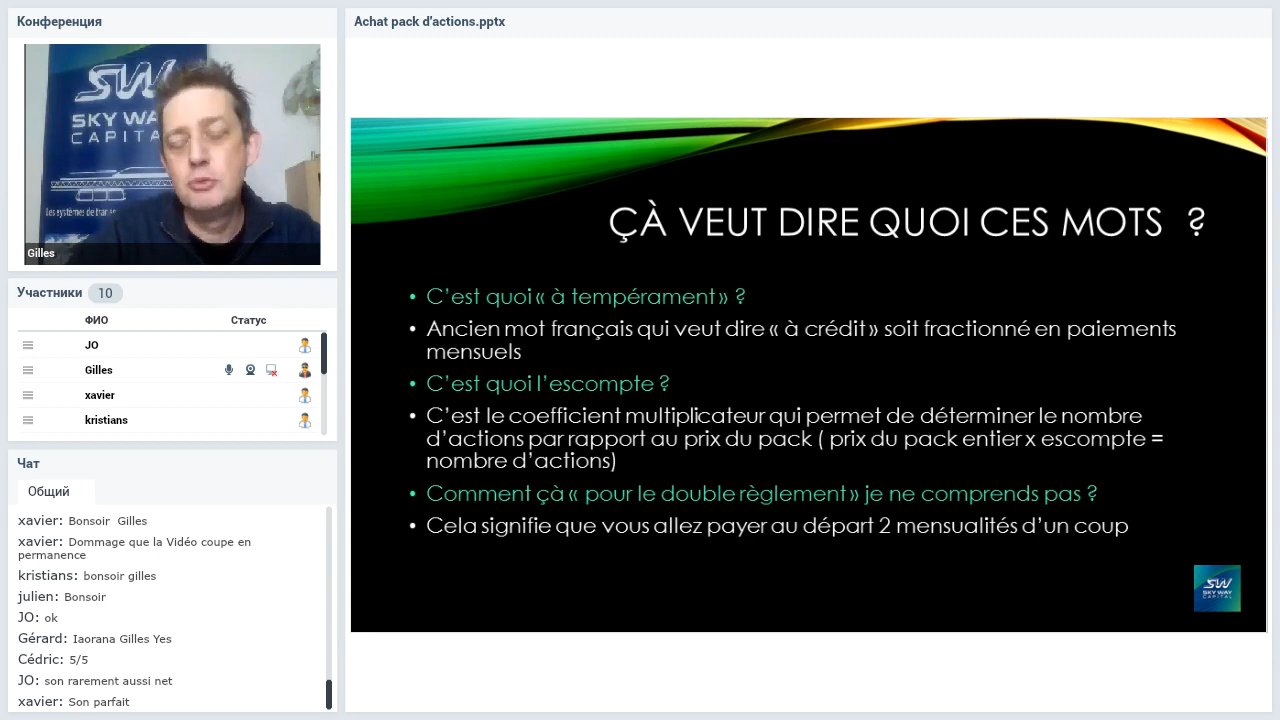 Конференция
SW
SKY WAY
CAPITA
Les systèmes de tran
Gilles
Участники 10
ФИО Статус
JO
Gilles
xavier
kristians
Чат
Общий
xavier: Bonsoir Gilles
xavier: Dommage que la Vidéo coupe en
permanence
kristians: bonsoir gilles
julien: Bonsoir
JO: ok
Gérard: Iaorana Gilles Yes
Cédric: 5/5
JO: son rarement aussi net
xavier: Son parfait
Achat pack d'actions.pptx
ÇÀ VEUT DIRE QUOI CES MOTS ?
• C’est quoi « à tempérament » ?
• Ancien mot français qui veut dire « à crédit » soit fractionné en paiements
mensuels
• C’est quoi l’escompte ?
• C’est le coefficient multiplicateur qui permet de déterminer le nombre
d’actions par rapport au prix du pack ( prix du pack entier x escompte =
nombre d’actions)
• Comment çà « pour le double règlement » je ne comprends pas ?
• Cela signifie que vous allez payer au départ 2 mensualités d’un coup
SW
SKY WAY
CAPITAL